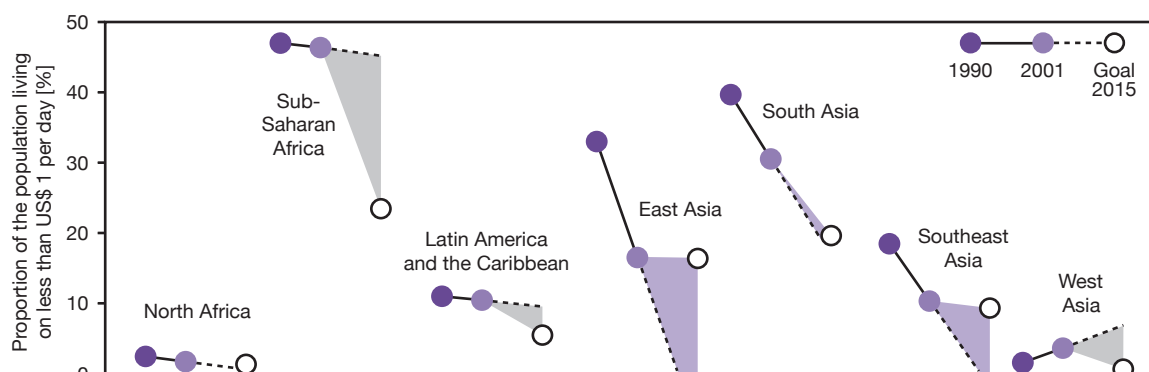 Proportion of the population living
on less than US$ 1 per day [%]
50
40
30
20
10
0
1990
2001
Goal
2015
Sub-
Saharan
Africa
South Asia
East Asia
Latin America
and the Caribbean
Southeast
Asia
West
Asia
North Africa